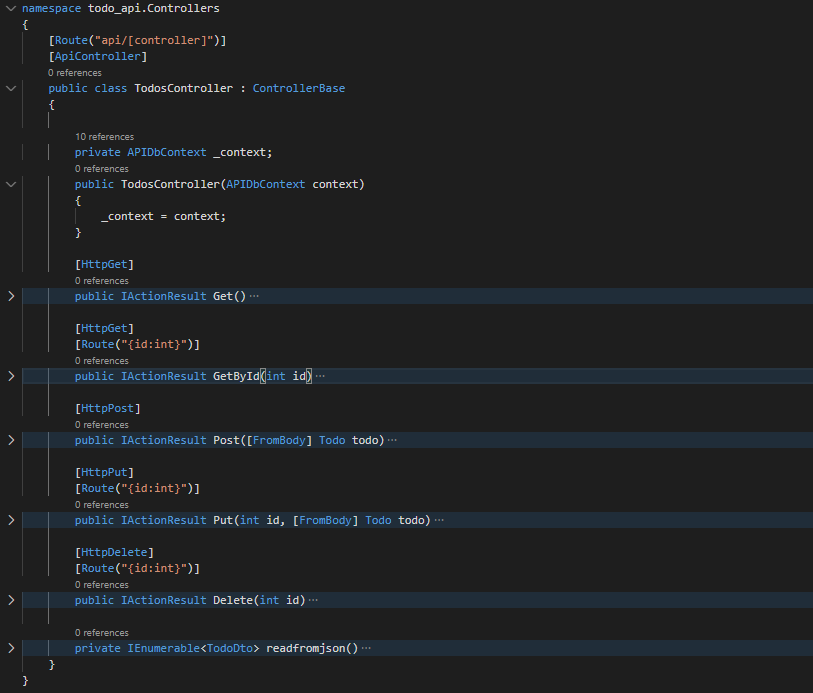 namespace todo_api.Controllers
{
[Route("api/[controller]")]
[ApiController]
0 references
public class TodosController : ControllerBase
{
10 references
private APIDbContext _context;
0 references
public TodosController(APIDbContext context)
{
_context = context;
}
[HttpGet]
0 references
public IActionResult Get()···
[HttpGet]
[Route("{id:int}")]
0 references
public IActionResult GetById(int id)···
[HttpPost]
0 references
public IActionResult Post([FromBody] Todo todo)···
[HttpPut]
[Route("{id:int}")]
0 references
public IActionResult Put(int id, [FromBody] Todo todo)···
[HttpDelete]
[Route("{id:int}")]
0 references
public IActionResult Delete(int id)···
0 references
private IEnumerable<TodoDto> readfromjson()···
}
}